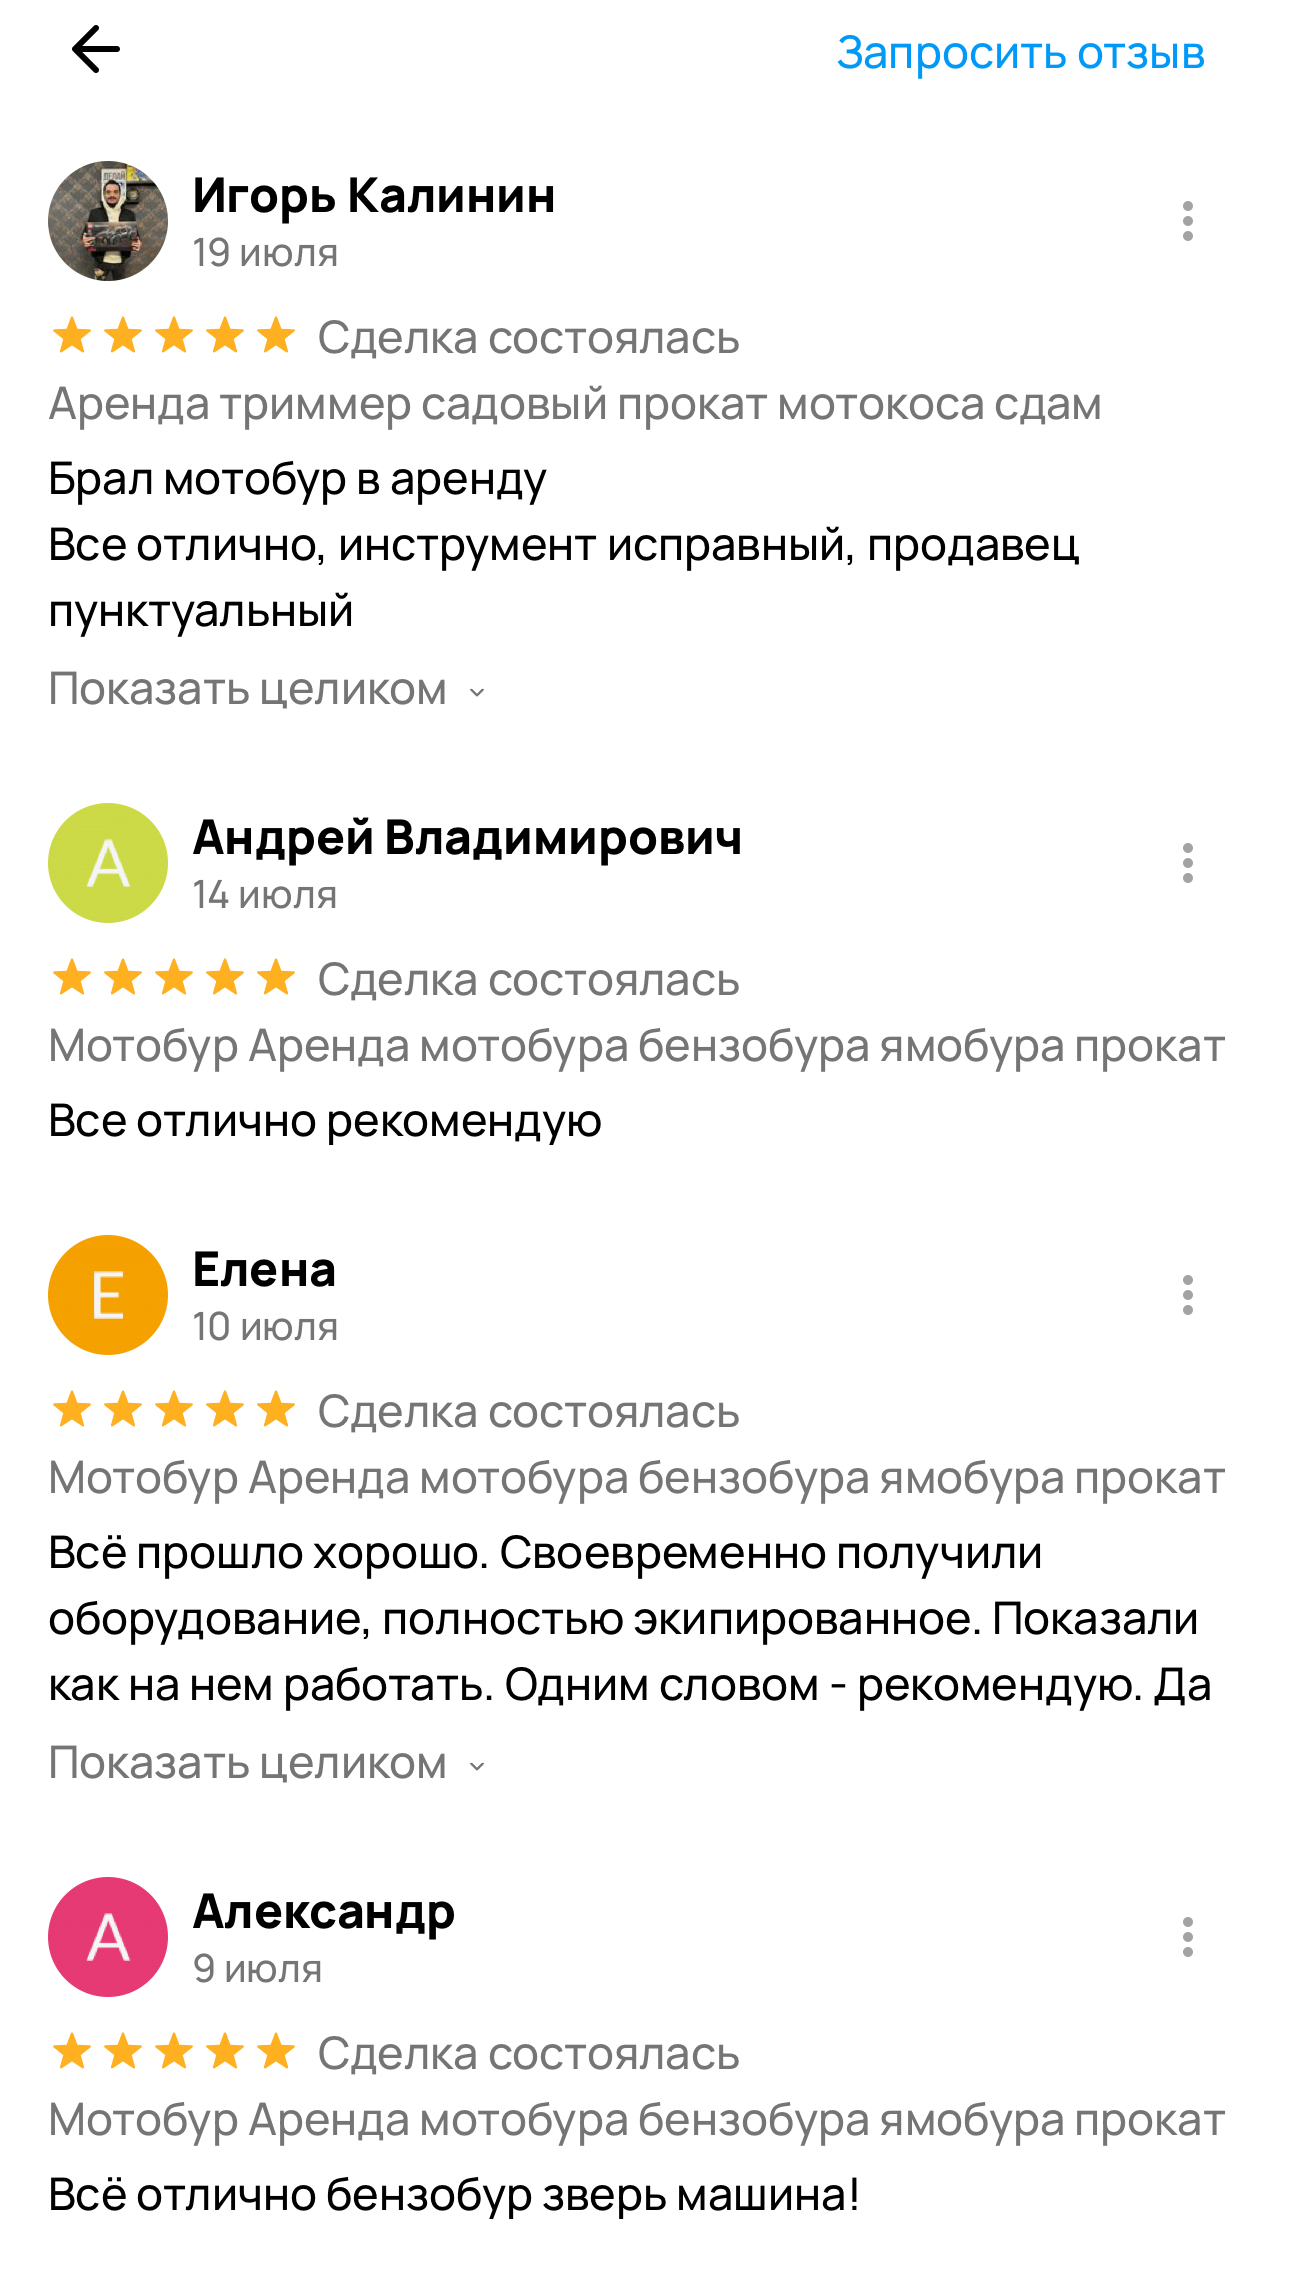 Запросить отзыв
Игорь Калинин
19 июля
Сделка состоялась
Аренда триммер садовый прокат мотокоса сдам
Брал мотобур в аренду
Все отлично, инструмент исправный, продавец
пунктуальный
Показать целиком
А
Андрей Владимирович
14 июля
Сделка состоялась
Мотобур Аренда мотобура бензобура ямобура прокат
Все отлично рекомендую
Е
Елена
10 июля
Сделка состоялась
Мотобур Аренда мотобура бензобура ямобура прокат
Всё прошло хорошо. Своевременно получили
оборудование, полностью экипированное. Показали
как на нем работать. Одним словом - рекомендую. Да
Показать целиком
А
Александр
9 июля
Сделка состоялась
Мотобур Аренда мотобура бензобура ямобура прокат
Всё отлично бензобур зверь машина!